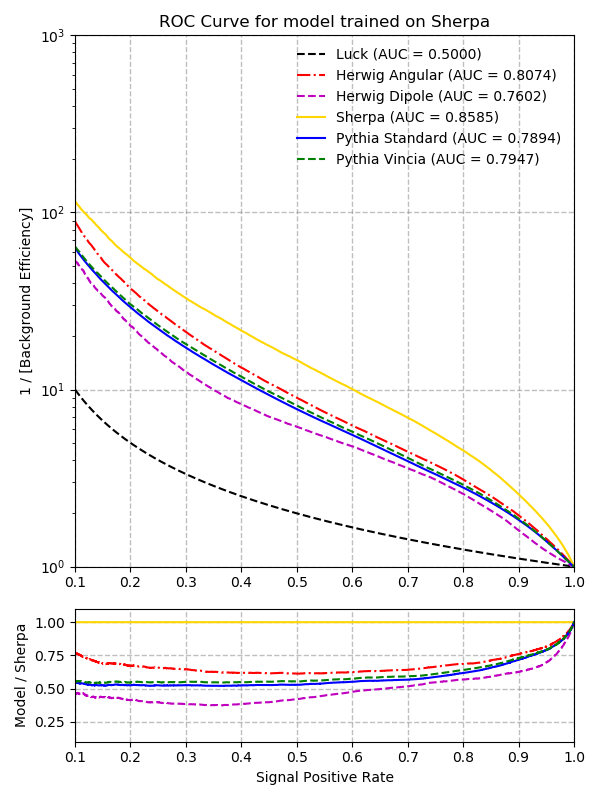 ROC Curve for model trained on Sherpa
Luck (AUC = 0.5000)
Herwig Angular (AUC = 0.8074)
Herwig Dipole (AUC = 0.7602)
Sherpa (AUC = 0.8585)
Pythia Standard (AUC = 0.7894)
Pythia Vincia (AUC = 0.7947)
1 / [Background Efficiency]
10³
10²
10¹
10⁰
0.1 0.2 0.3 0.4 0.5 0.6 0.7 0.8 0.9 1.0
Model / Sherpa
1.00
0.75
0.50
0.25
0.1 0.2 0.3 0.4 0.5 0.6 0.7 0.8 0.9 1.0
Signal Positive Rate